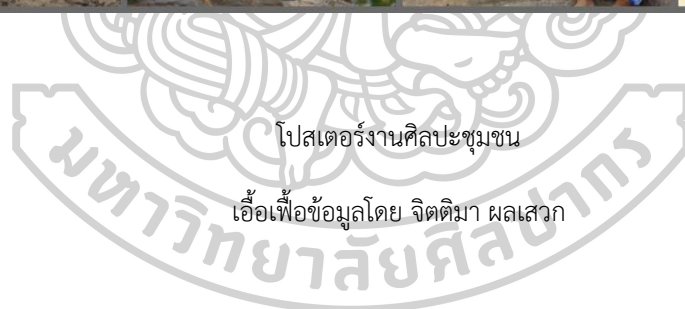 โปสเตอร์งานศิลปะชุมชน
เอื้อเฟื้อข้อมูลโดย จิตติมา ผลเสวก
มหาวิทยาลัยศิลปากร